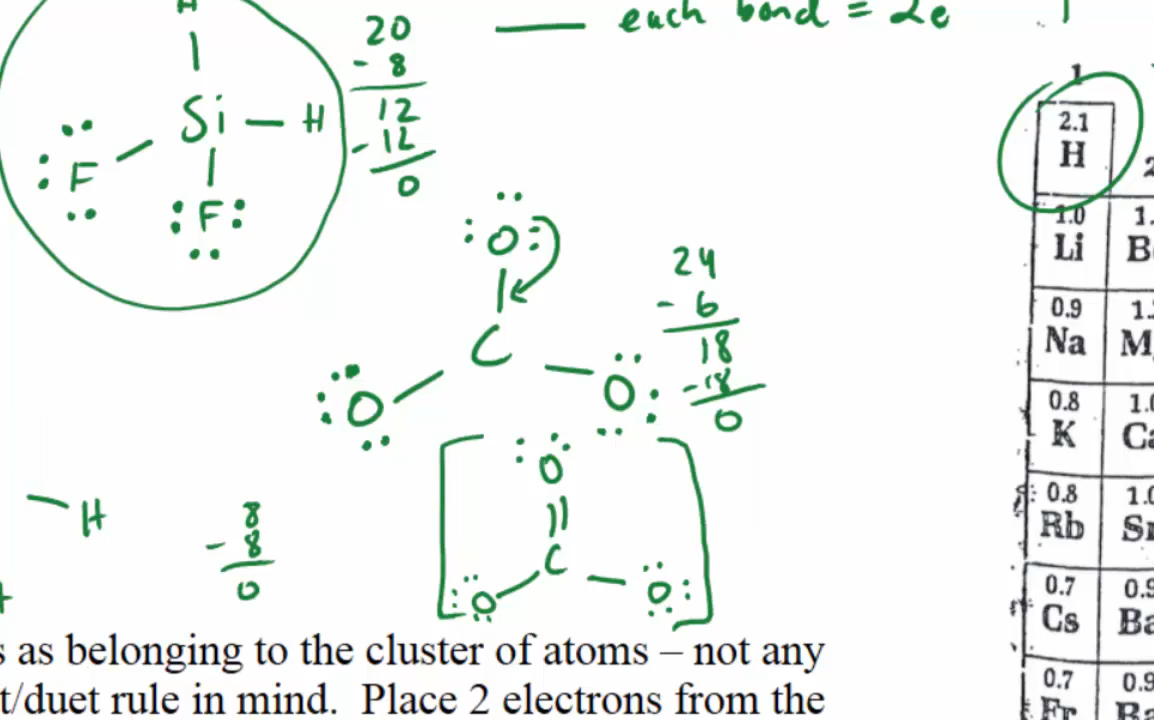 each bond = 2e
H
Si — H
F
F
20
- 8
12
- 12
0
O
C
O
O
24
- 6
18
- 18
0
H
8
- 8
0
O
C
O
O
1
2.1
H
1.0
Li
0.9
Na
0.8
K
0.8
Rb
0.7
Cs
0.7
Fr
s as belonging to the cluster of atoms – not any
t/duet rule in mind. Place 2 electrons from the